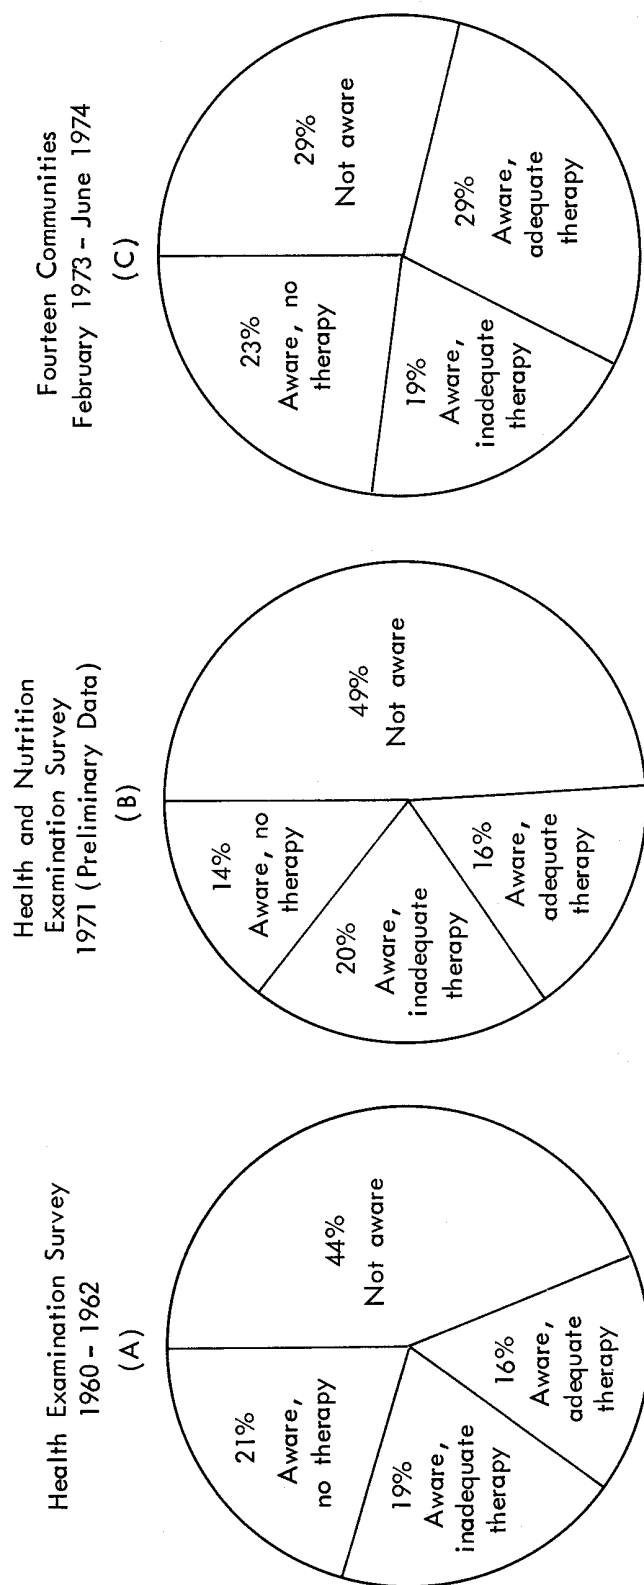 Health Examination Survey
1960 - 1962
(A)
44%
Not aware
16%
Aware,
adequate
therapy
19%
Aware,
inadequate
therapy
21%
Aware,
no therapy
Health and Nutrition
Examination Survey
1971 (Preliminary Data)
(B)
49%
Not aware
16%
Aware,
adequate
therapy
20%
Aware,
inadequate
therapy
14%
Aware, no
therapy
Fourteen Communities
February 1973 - June 1974
(C)
29%
Not aware
29%
Aware,
adequate
therapy
19%
Aware,
inadequate
therapy
23%
Aware, no
therapy